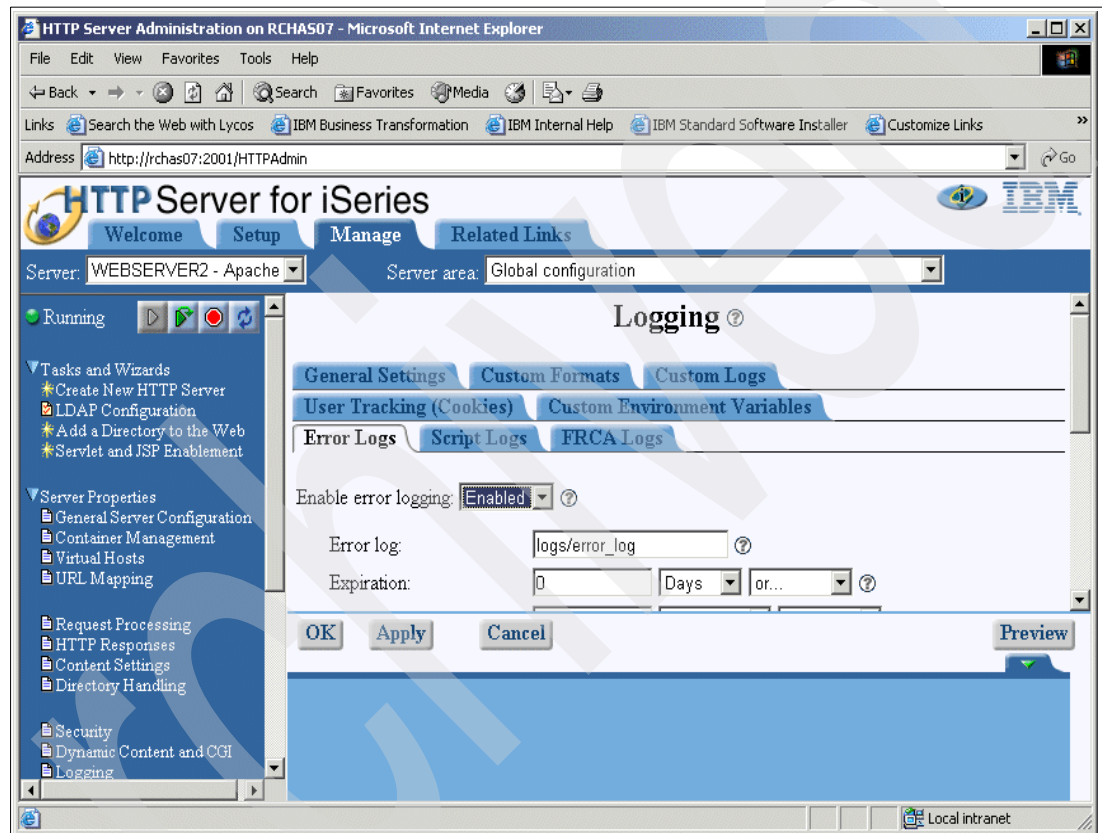 HTTP Server Administration on RCHAS07 - Microsoft Internet Explorer
File Edit View Favorites Tools Help
Back Search Favorites Media
Links Search the Web with Lycos IBM Business Transformation IBM Internal Help IBM Standard Software Installer Customize Links »
Address http://rchas07:2001/HTTPAdmin Go
HTTP Server for iSeries IBM
Welcome Setup Manage Related Links
Server: WEBSERVER2 - Apache Server area: Global configuration
Running
Tasks and Wizards
Create New HTTP Server
LDAP Configuration
Add a Directory to the Web
Servlet and JSP Enablement
Server Properties
General Server Configuration
Container Management
Virtual Hosts
URL Mapping
Request Processing
HTTP Responses
Content Settings
Directory Handling
Security
Dynamic Content and CGI
Logging
Logging ?
General Settings Custom Formats Custom Logs
User Tracking (Cookies) Custom Environment Variables
Error Logs Script Logs FRCA Logs
Enable error logging: Enabled ?
Error log: logs/error_log ?
Expiration: 0 Days or... ?
OK Apply Cancel Preview
Local intranet